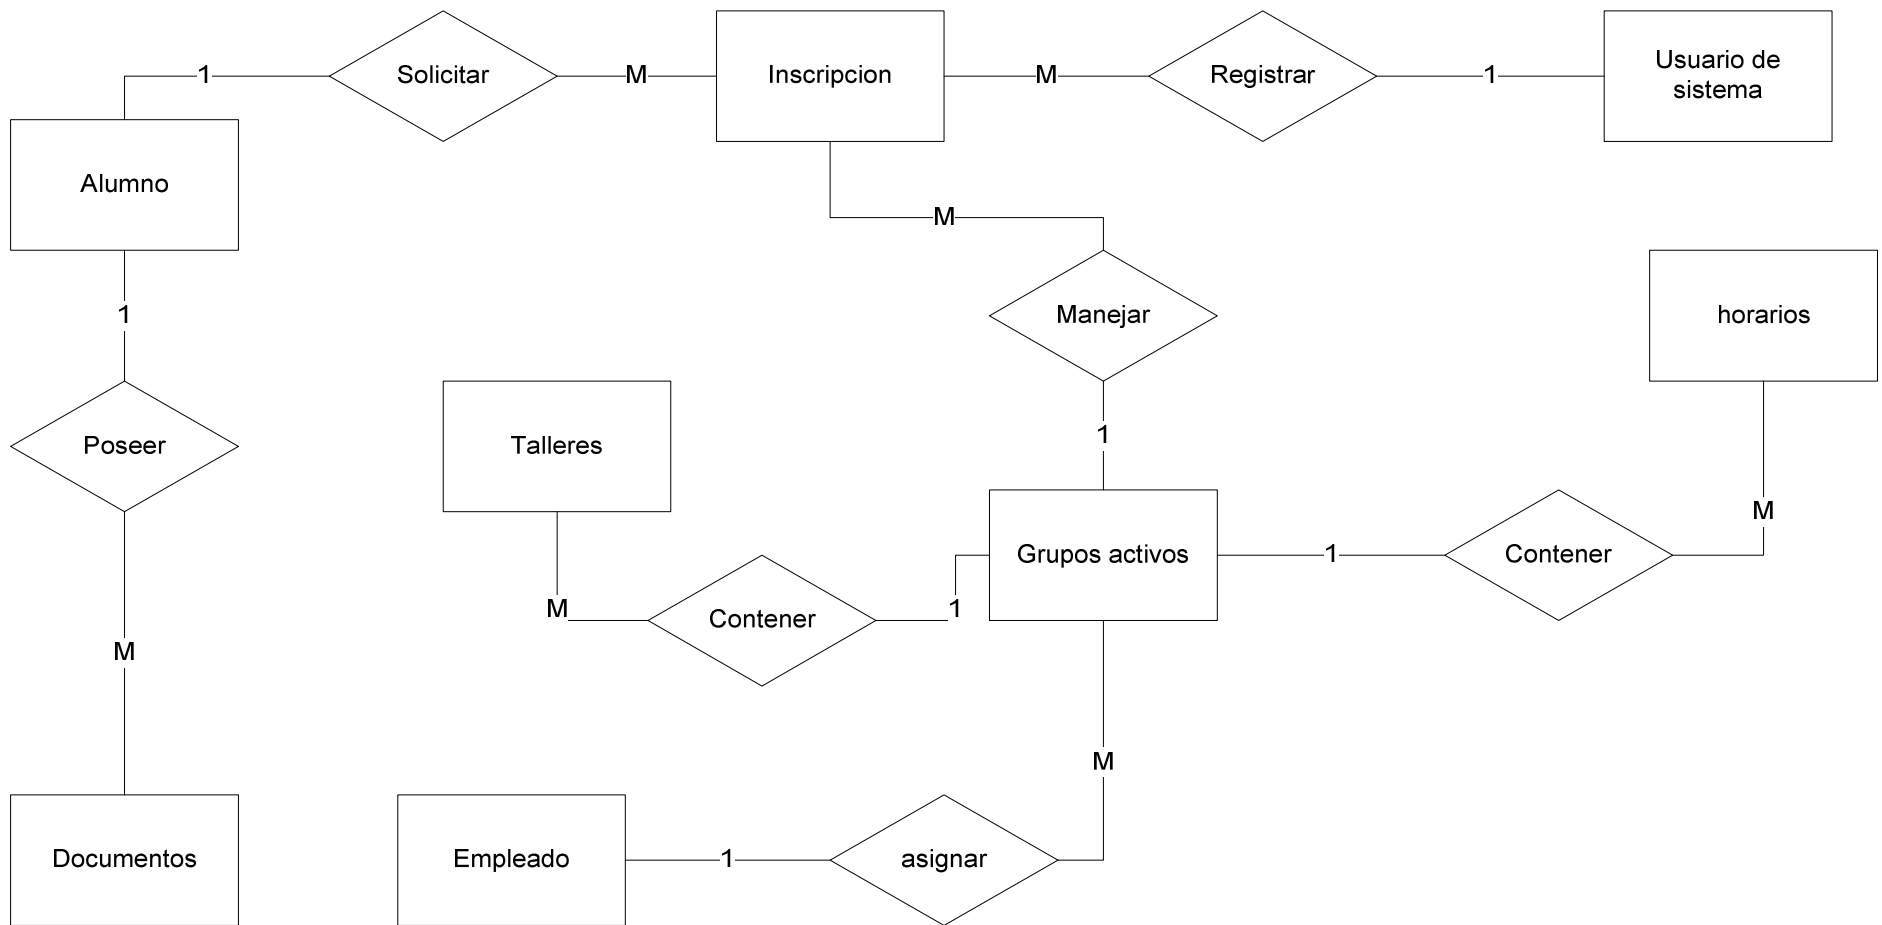 1
Solicitar
M
Inscripcion
M
Registrar
1
Usuario de
sistema
Alumno
M
1
Manejar
horarios
Poseer
Talleres
1
M
Grupos activos
1
Contener
M
Contener
1
M
M
Documentos
Empleado
1
asignar